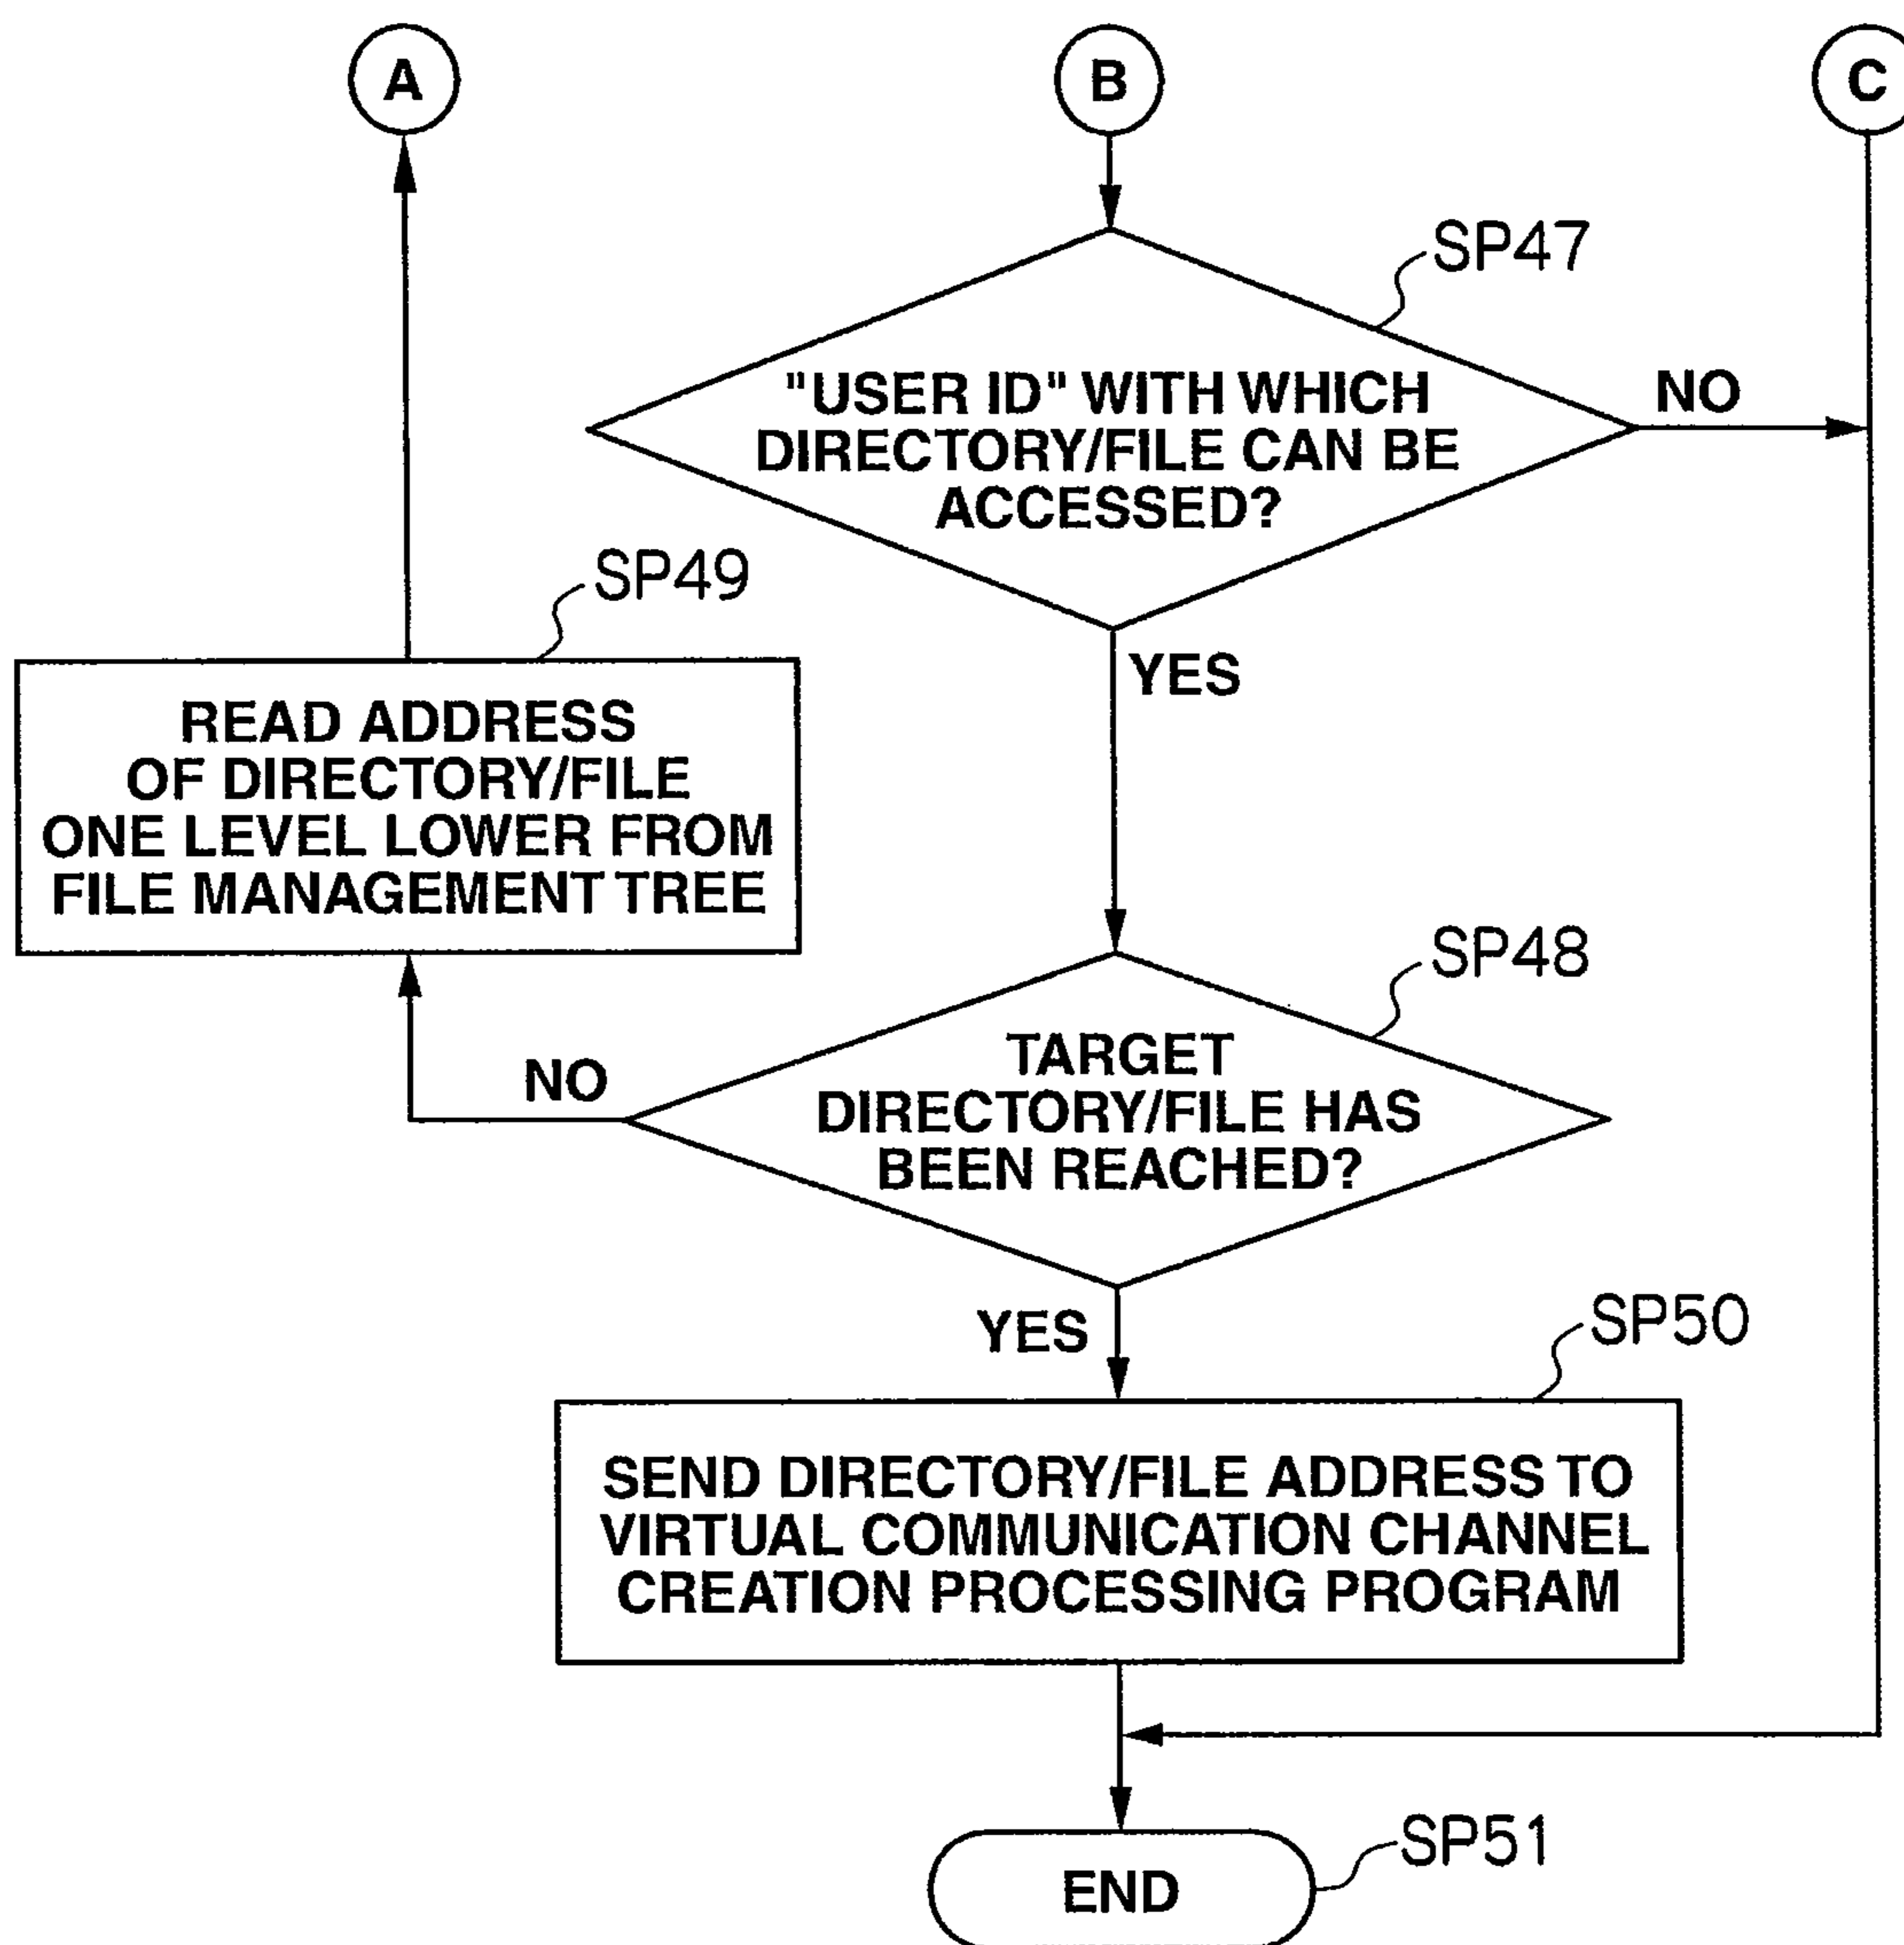 A
B
C
SP47
"USER ID" WITH WHICH
DIRECTORY/FILE CAN BE
ACCESSED?
NO
SP49
YES
READ ADDRESS
OF DIRECTORY/FILE
ONE LEVEL LOWER FROM
FILE MANAGEMENT TREE
SP48
TARGET
DIRECTORY/FILE HAS
BEEN REACHED?
NO
YES
SP50
SEND DIRECTORY/FILE ADDRESS TO
VIRTUAL COMMUNICATION CHANNEL
CREATION PROCESSING PROGRAM
SP51
END